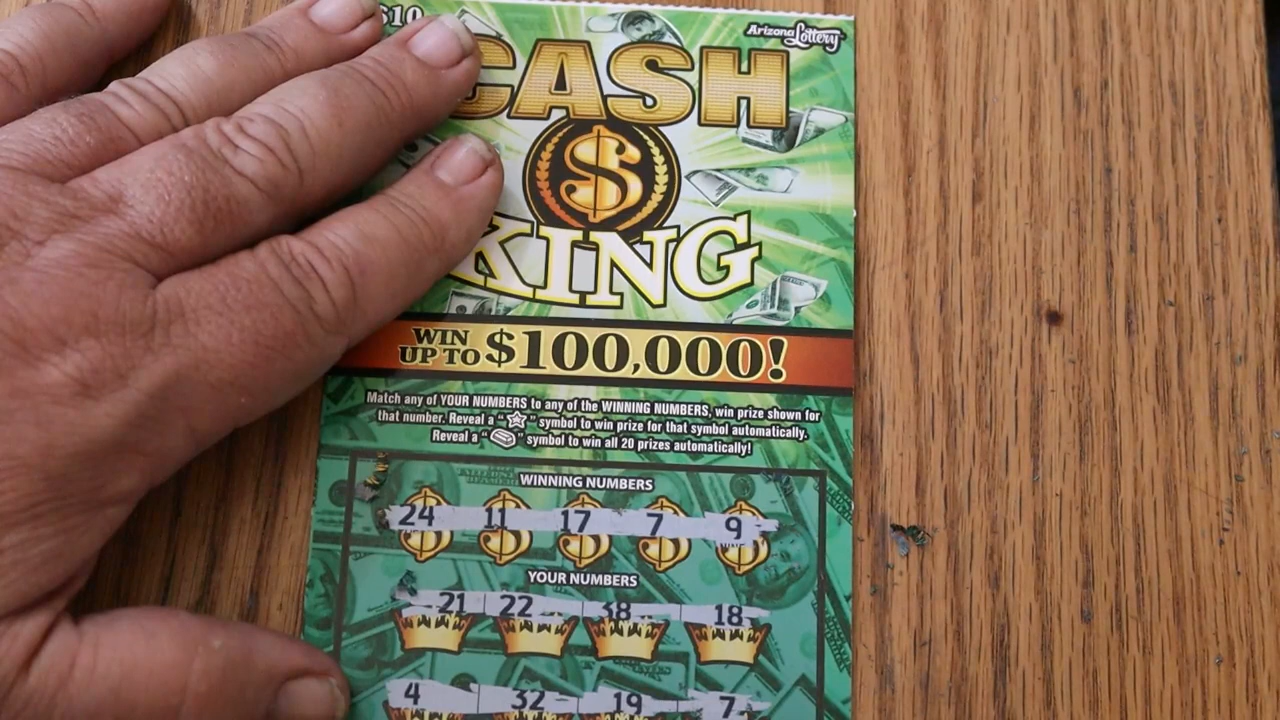 $10
Arizona Lottery
CASH
$
KING
WIN
UP TO $100,000!
Match any of YOUR NUMBERS to any of the WINNING NUMBERS, win prize shown for
that number. Reveal a "☆" symbol to win prize for that symbol automatically.
Reveal a " " symbol to win all 20 prizes automatically!
WINNING NUMBERS
24 11 17 7 9
YOUR NUMBERS
21 22 38 18
4 32 19 7